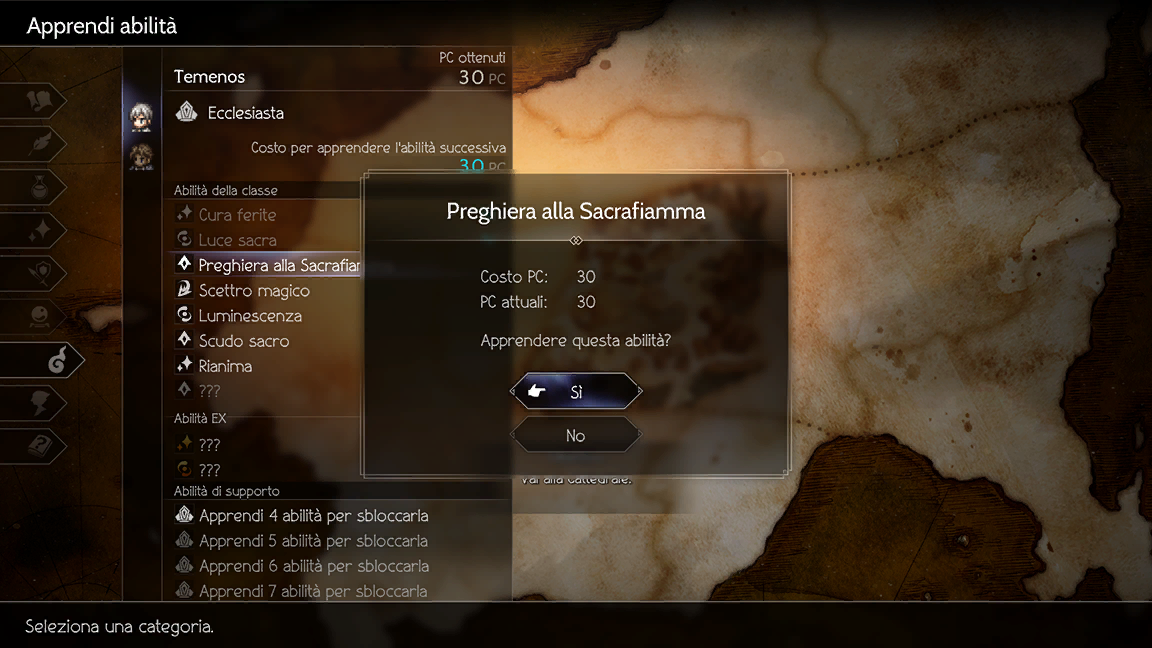 Apprendi abilità
PC ottenuti
Temenos
30 PC
Ecclesiasta
Costo per apprendere l'abilità successiva
30 PC
Abilità della classe
Cura ferite
Luce sacra
Preghiera alla Sacrafiam
Scettro magico
Luminescenza
Scudo sacro
Rianima
???
Abilità EX
???
???
Abilità di supporto
Apprendi 4 abilità per sbloccarla
Apprendi 5 abilità per sbloccarla
Apprendi 6 abilità per sbloccarla
Apprendi 7 abilità per sbloccarla
Preghiera alla Sacrafiamma
Costo PC: 30
PC attuali: 30
Apprendere questa abilità?
Sì
No
Vai alla cattedrale.
Seleziona una categoria.